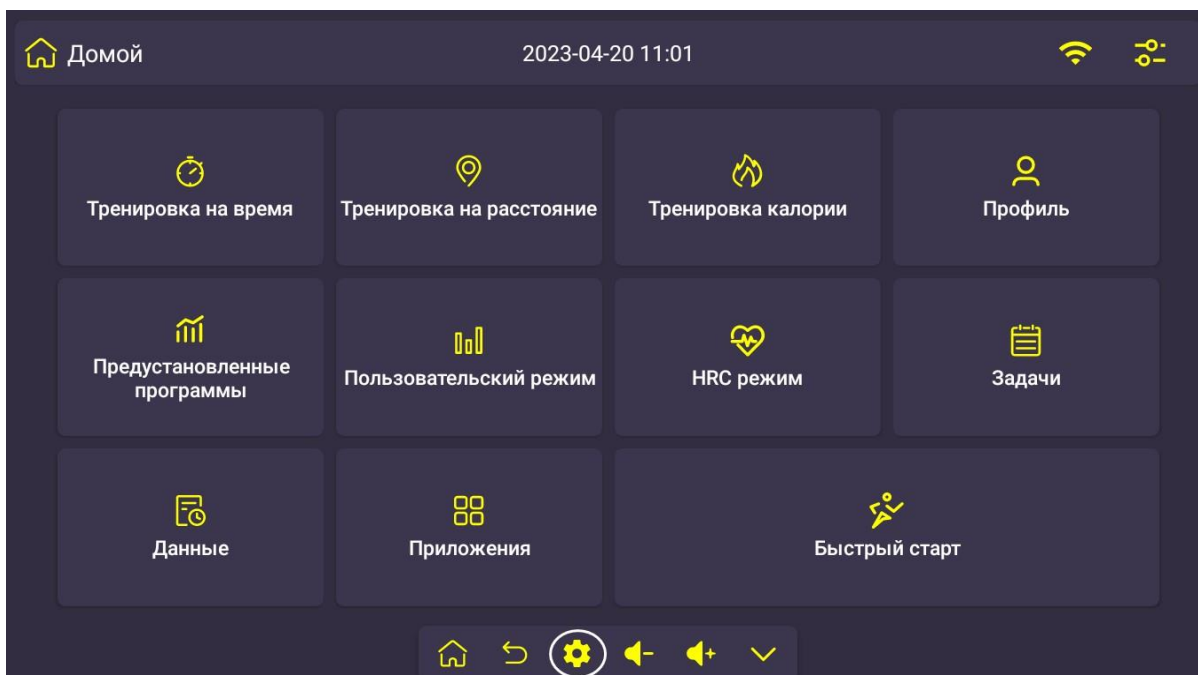 Домой
2023-04-20 11:01
Тренировка на время
Тренировка на расстояние
Тренировка калории
Профиль
Предустановленные
программы
Пользовательский режим
HRC режим
Задачи
Данные
Приложения
Быстрый старт